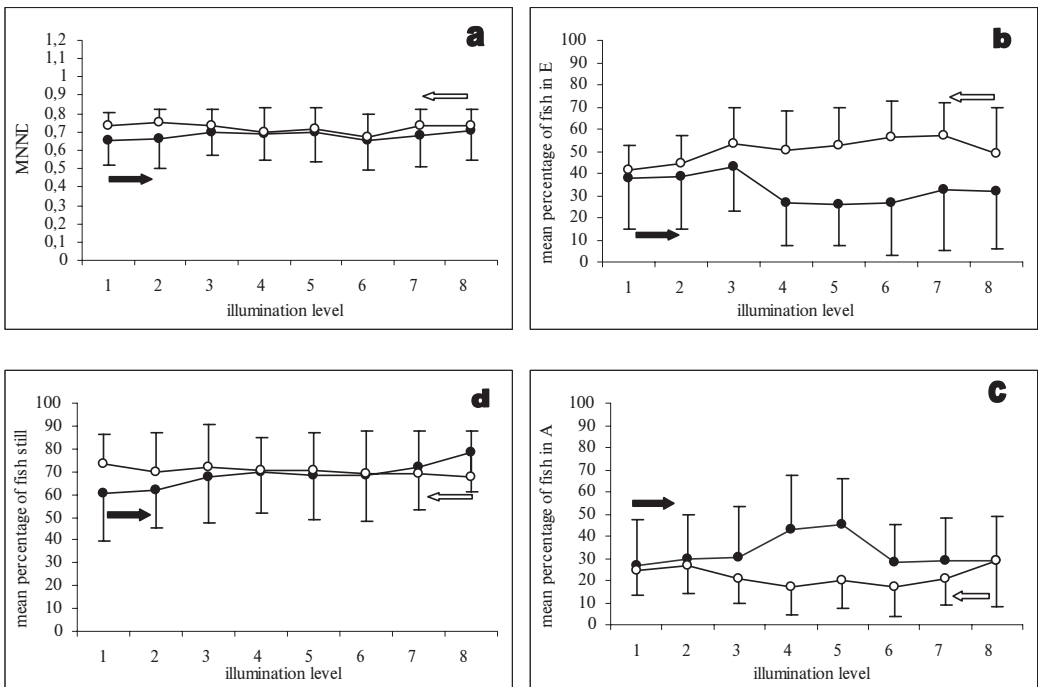 a
MNND
1,2
1,1
1
0,9
0,8
0,7
0,6
0,5
0,4
0,3
0,2
0,1
0
1 2 3 4 5 6 7 8
illumination level
b
mean percentage of fish in E
100
90
80
70
60
50
40
30
20
10
0
1 2 3 4 5 6 7 8
illumination level
d
mean percentage of fish still
100
90
80
70
60
50
40
30
20
10
0
1 2 3 4 5 6 7 8
illumination level
c
mean percentage of fish in A
100
90
80
70
60
50
40
30
20
10
0
1 2 3 4 5 6 7 8
illumination level